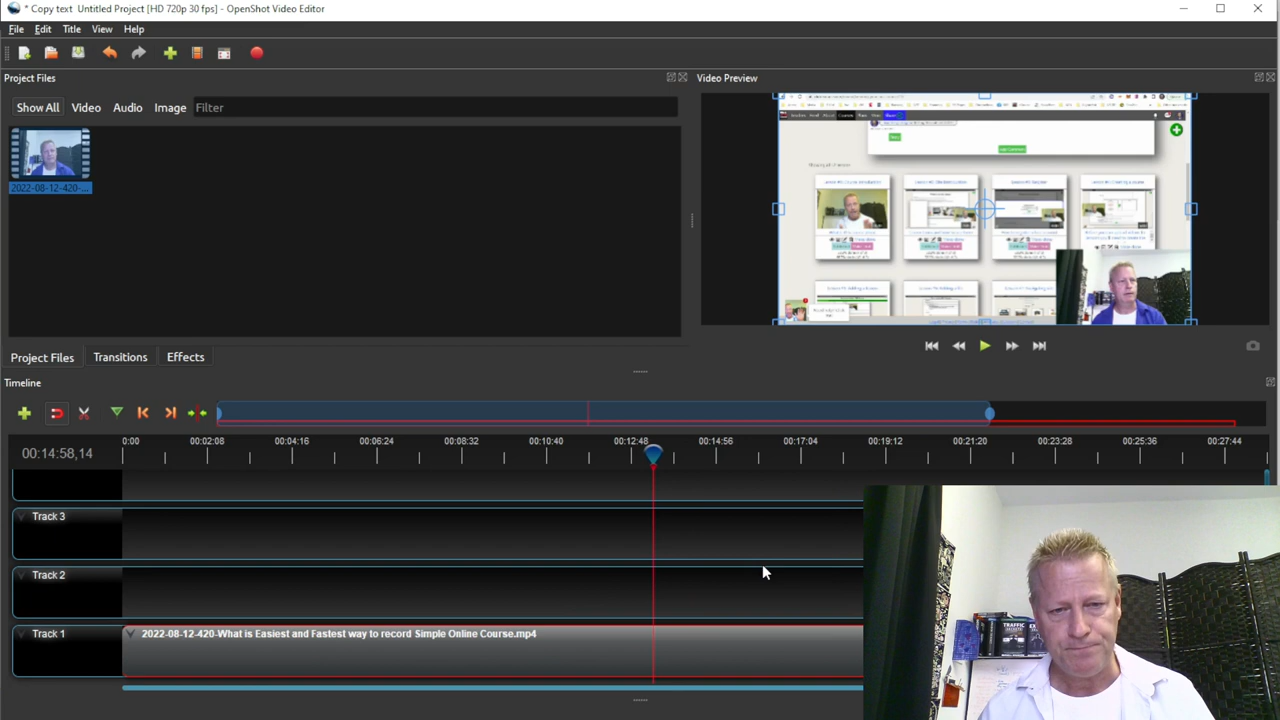 * Copy text Untitled Project [HD 720p 30 fps] - OpenShot Video Editor
File Edit Title View Help
Project Files
Video Preview
Show All Video Audio Image Filter
2022-08-12-420-...
Project Files Transitions Effects
Timeline
00:14:58,14
0:00 00:02:08 00:04:16 00:06:24 00:08:32 00:10:40 00:12:48 00:14:56 00:17:04 00:19:12 00:21:20 00:23:28 00:25:36 00:27:44
Track 3
Track 2
Track 1
2022-08-12-420-What is Easiest and Fastest way to record Simple Online Course.mp4
TRAFFIC